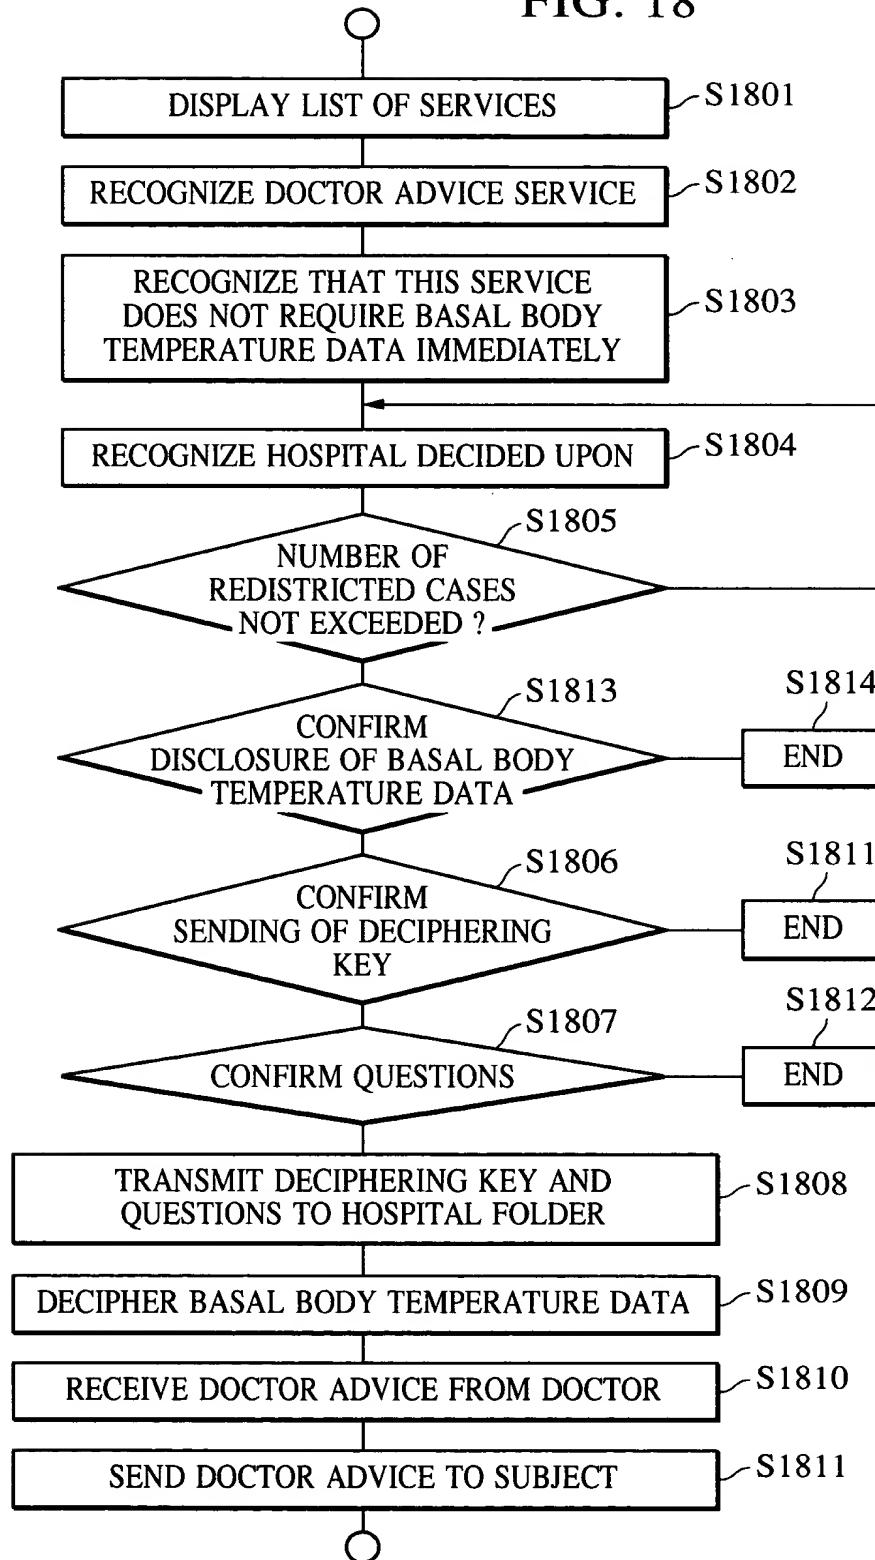 FIG. 18
DISPLAY LIST OF SERVICES
S1801
RECOGNIZE DOCTOR ADVICE SERVICE
S1802
RECOGNIZE THAT THIS SERVICE
DOES NOT REQUIRE BASAL BODY
TEMPERATURE DATA IMMEDIATELY
S1803
RECOGNIZE HOSPITAL DECIDED UPON
S1804
S1805
NUMBER OF
REDISTRICTED CASES
NOT EXCEEDED ?
S1813
CONFIRM
DISCLOSURE OF BASAL BODY
TEMPERATURE DATA
S1814
END
S1806
CONFIRM
SENDING OF DECIPHERING
KEY
S1811
END
S1807
CONFIRM QUESTIONS
S1812
END
TRANSMIT DECIPHERING KEY AND
QUESTIONS TO HOSPITAL FOLDER
S1808
DECIPHER BASAL BODY TEMPERATURE DATA
S1809
RECEIVE DOCTOR ADVICE FROM DOCTOR
S1810
SEND DOCTOR ADVICE TO SUBJECT
S1811